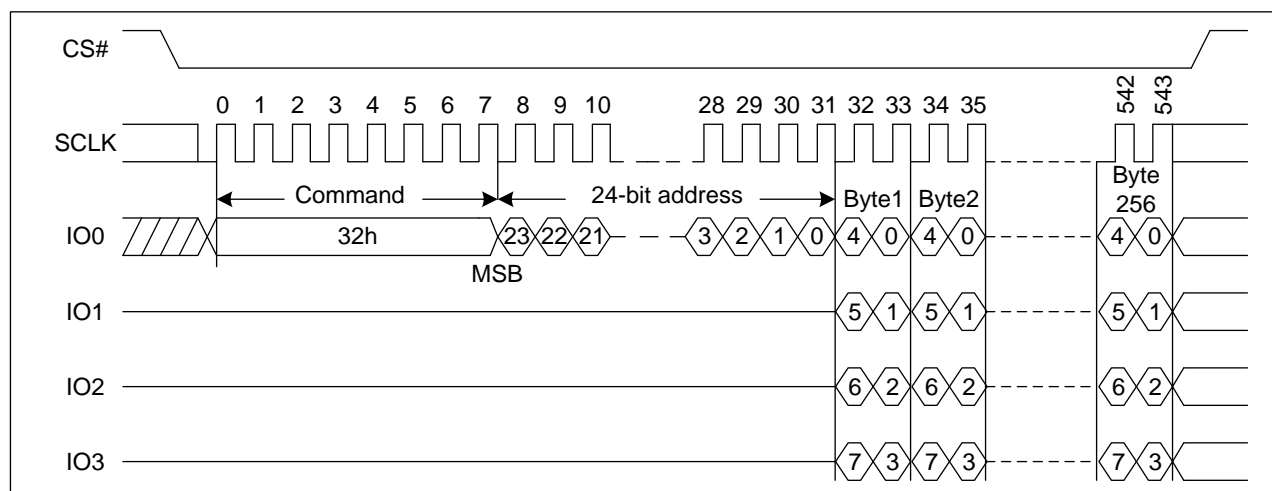 CS#
0 1 2 3 4 5 6 7 8 9 10 28 29 30 31 32 33 34 35 542 543
SCLK
Command 24-bit address Byte1 Byte2 Byte
256
IO0 32h 23 22 21 3 2 1 0 4 0 4 0 4 0
MSB
IO1 5 1 5 1 5 1
IO2 6 2 6 2 6 2
IO3 7 3 7 3 7 3